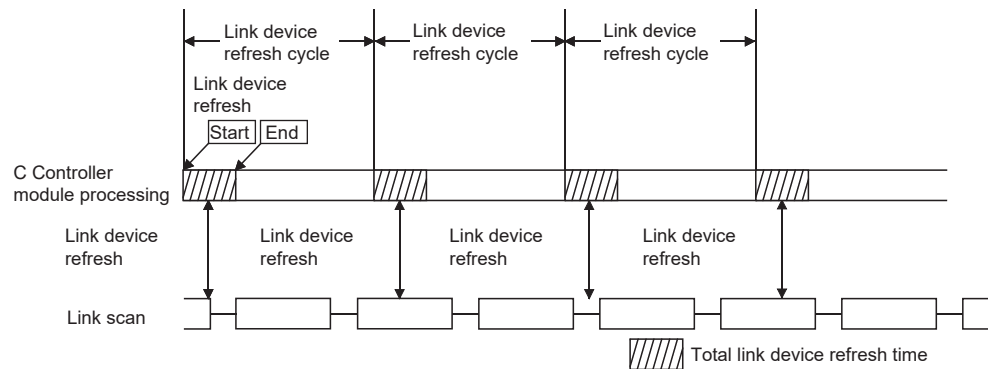 Link device
refresh cycle
Link device
refresh cycle
Link device
refresh cycle
Link device
refresh
Start
End
C Controller
module processing
Link device
refresh
Link device
refresh
Link device
refresh
Link device
refresh
Link scan
Total link device refresh time